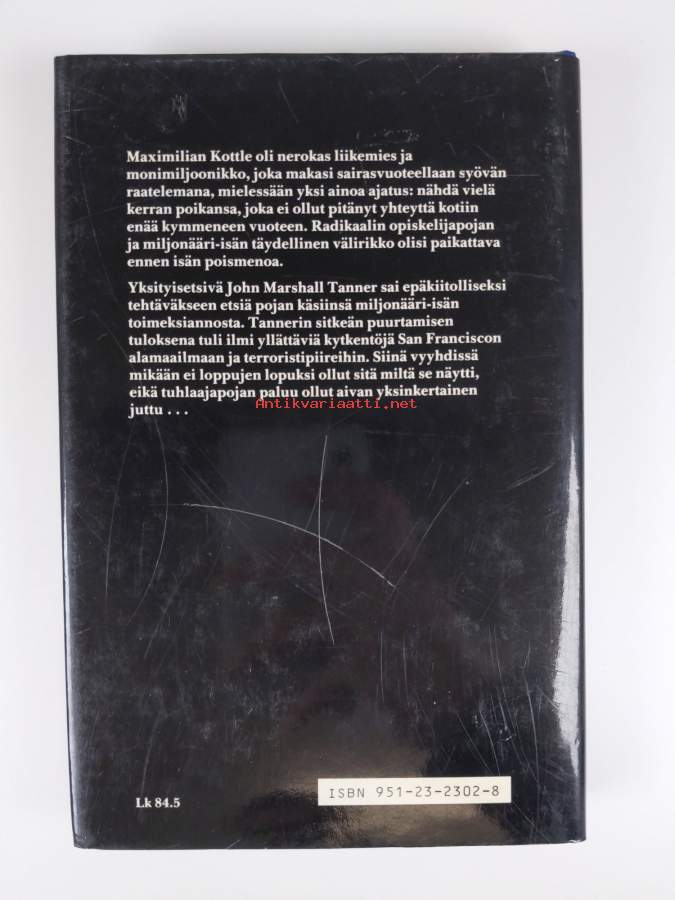 Maximilian Kottle oli nerokas liikemies ja
monimiljoonikko, joka makasi sairasvuoteellaan syövän
raatelemana, mielessään yksi ainoa ajatus: nähdä vielä
kerran poikansa, joka ei ollut pitänyt yhteyttä kotiin
enää kymmeneen vuoteen. Radikaalin opiskelijapojan
ja miljonääri-isän täydellinen välirikko olisi paikattava
ennen isän poismenoa.
Yksityisetsivä John Marshall Tanner sai epäkiitolliseksi
tehtäväkseen etsiä pojan käsiinsä miljonääri-isän
toimeksiannosta. Tannerin sitkeän puurtamisen
tuloksena tuli ilmi yllättäviä kytkentöjä San Franciscon
alamaailmaan ja terroristipiireihin. Siinä vyyhdissä
mikään ei loppujen lopuksi ollut sitä miltä se näytti,
eikä tuhlaajapojan paluu ollut aivan yksinkertainen
Antikvariaatti.net
juttu . . .
Lk 84.5
ISBN 951-23-2302-8